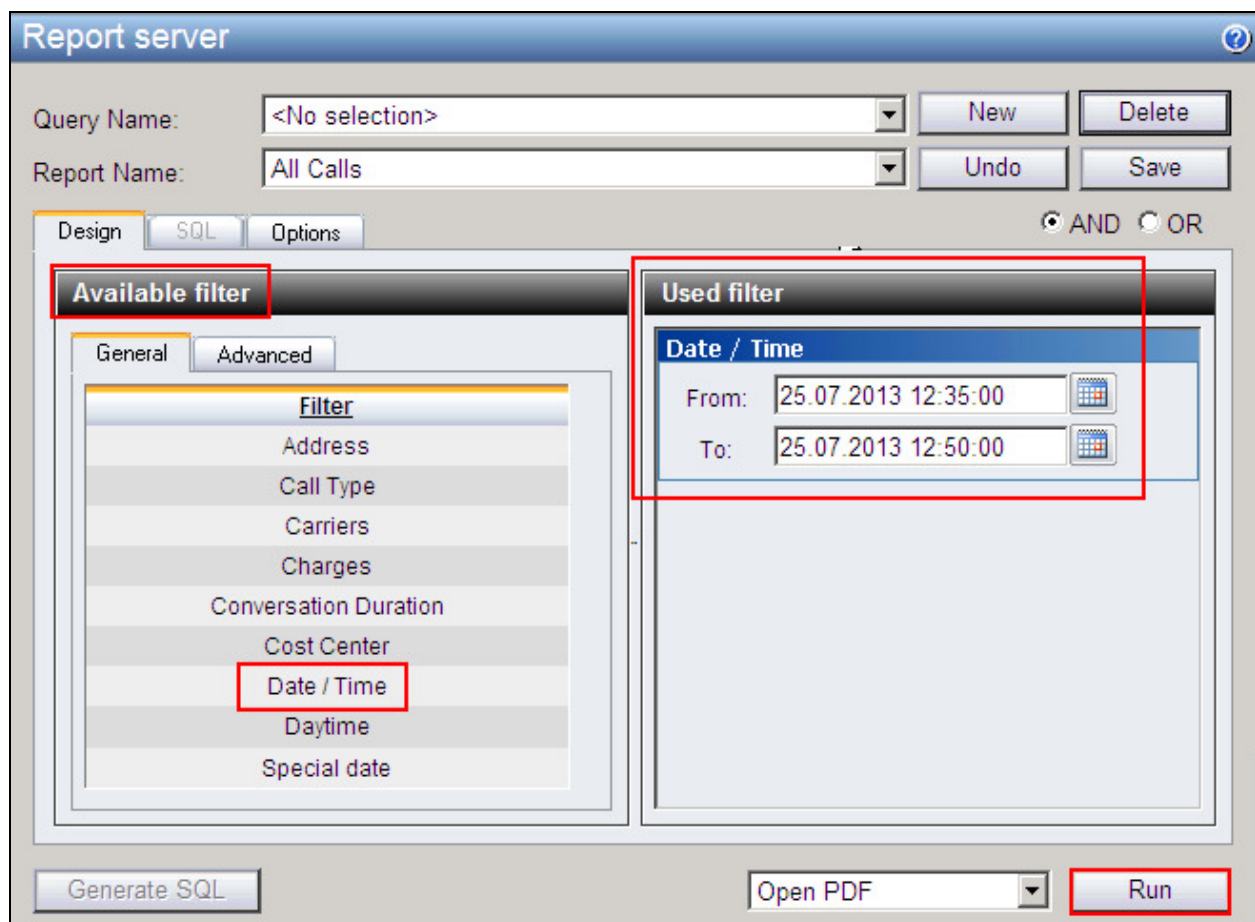 Report server
Query Name: <No selection> New Delete
Report Name: All Calls Undo Save
Design SQL Options AND OR
Available filter
General Advanced
Filter
Address
Call Type
Carriers
Charges
Conversation Duration
Cost Center
Date / Time
Daytime
Special date
Used filter
Date / Time
From: 25.07.2013 12:35:00
To: 25.07.2013 12:50:00
Generate SQL Open PDF Run